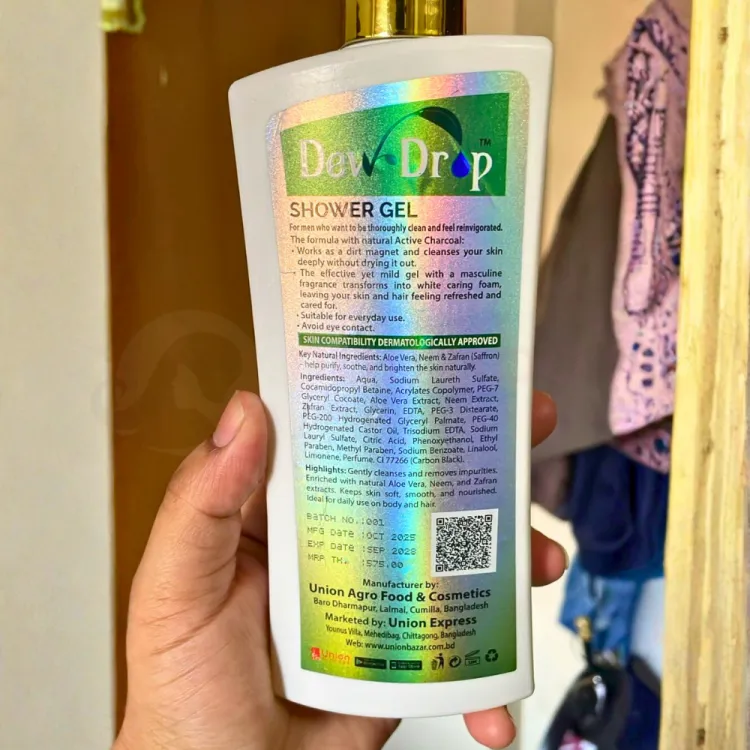 Dew Drop™
SHOWER GEL
For men who want to be thoroughly clean and feel reinvigorated.
The formula with natural Active Charcoal:
• Works as a dirt magnet and cleanses your skin
deeply without drying it out.
• The effective yet mild gel with a masculine
fragrance transforms into white caring foam,
leaving your skin and hair feeling refreshed and
cared for.
• Suitable for everyday use.
• Avoid eye contact.
SKIN COMPATIBILITY DERMATOLOGICALLY APPROVED
Key Natural Ingredients: Aloe Vera, Neem & Zafran (Saffron)
– help purify, soothe, and brighten the skin naturally.
Ingredients: Aqua, Sodium Laureth Sulfate,
Cocamidopropyl Betaine, Acrylates Copolymer, PEG-7
Glyceryl Cocoate, Aloe Vera Extract, Neem Extract,
Zafran Extract, Glycerin, EDTA, PEG-3 Distearate,
PEG-200 Hydrogenated Glyceryl Palmate, PEG-40
Hydrogenated Castor Oil, Trisodium EDTA, Sodium
Lauryl Sulfate, Citric Acid, Phenoxyethanol, Ethyl
Paraben, Methyl Paraben, Sodium Benzoate, Linalool,
Limonene, Perfume. CI 77266 (Carbon Black).
Highlights: Gently cleanses and removes impurities.
Enriched with natural Aloe Vera, Neem, and Zafran
extracts. Keeps skin soft, smooth, and nourished.
Ideal for daily use on body and hair.
BATCH NO.:001
MFG Date :OCT 2025
EXP Date :SEP 2028
MRP TK. :575.00
Manufacturer by:
Union Agro Food & Cosmetics
Baro Dharmapur, Lalmai, Cumilla, Bangladesh
Marketed by: Union Express
Younus Villa, Mehedibag, Chittagong, Bangladesh
Web: www.unionbazar.com.bd
Union